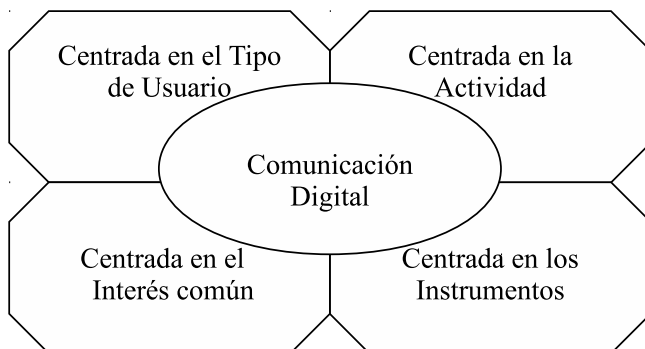 Centrada en el Tipo
de Usuario
Centrada en la
Actividad
Comunicación
Digital
Centrada en el
Interés común
Centrada en los
Instrumentos